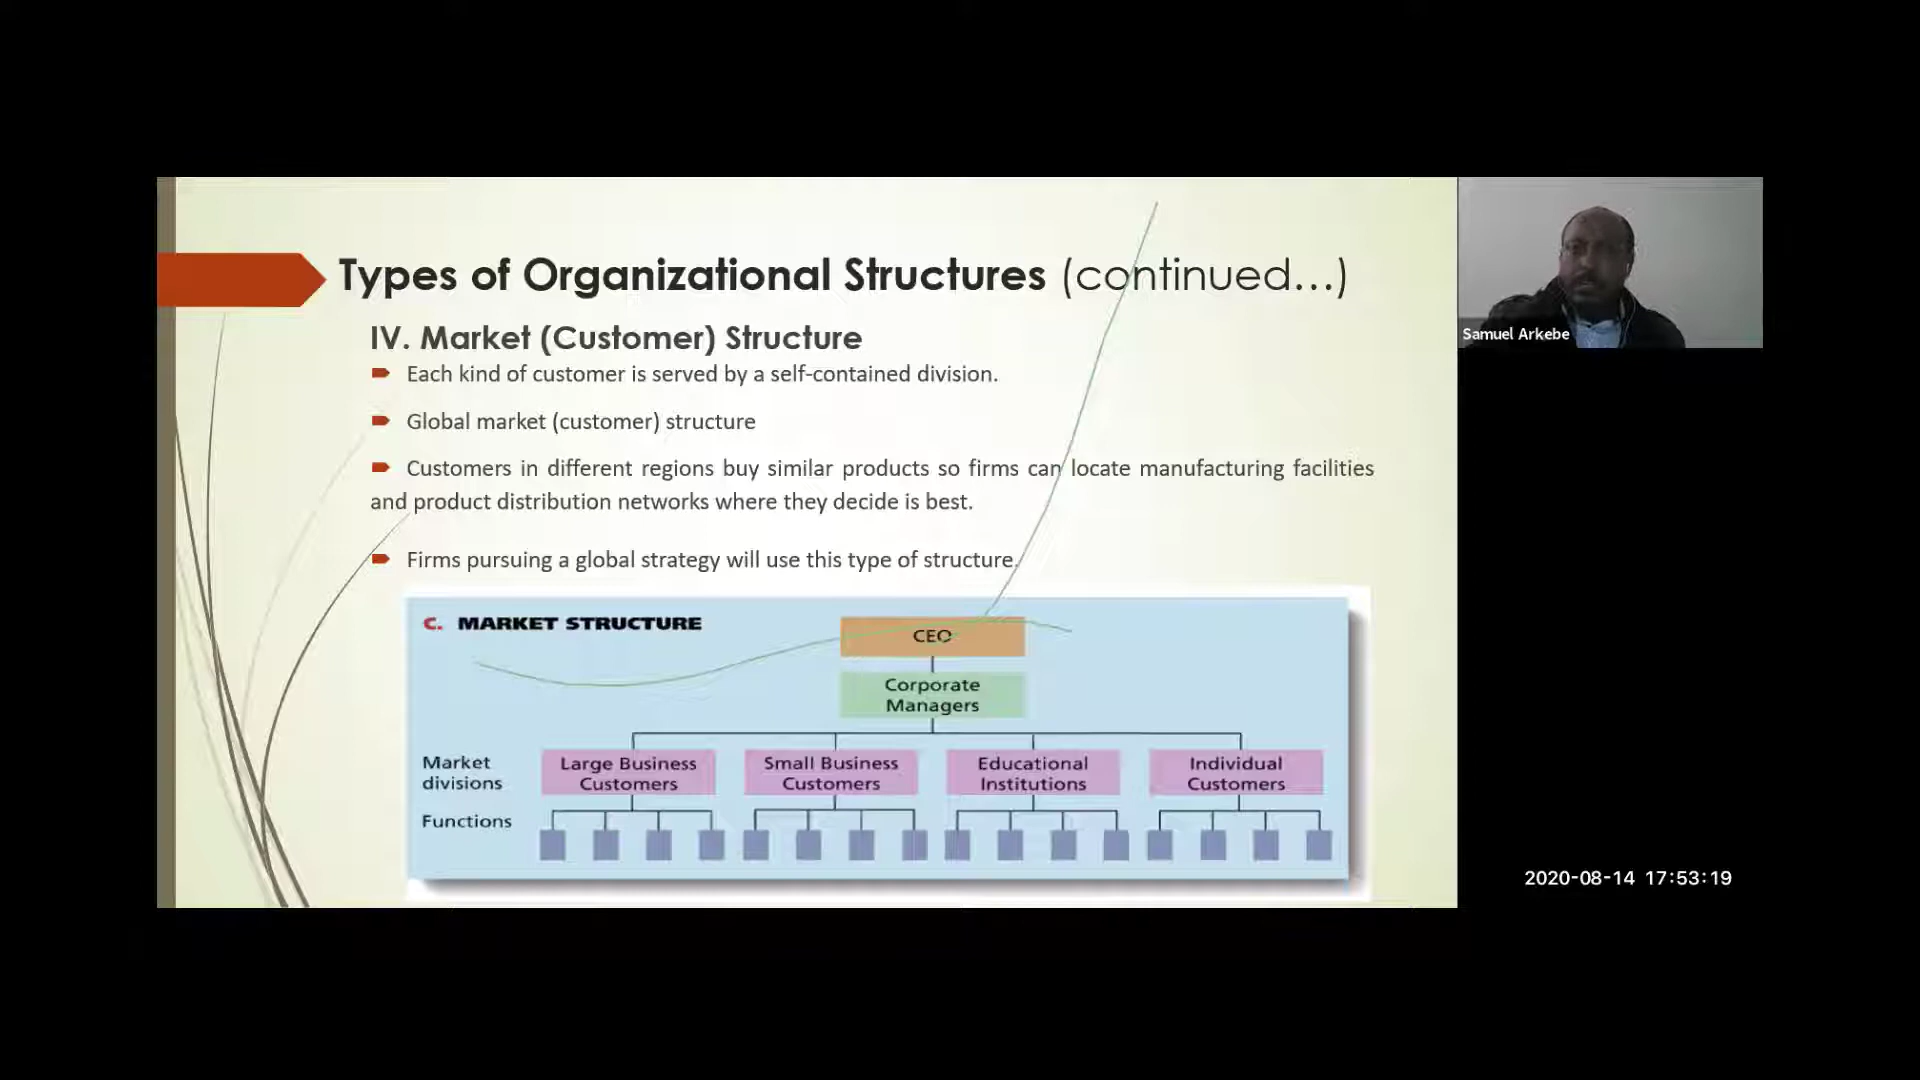 Types of Organizational Structures (continued...)
IV. Market (Customer) Structure
Each kind of customer is served by a self-contained division.
Global market (customer) structure
Customers in different regions buy similar products so firms can locate manufacturing facilities
and product distribution networks where they decide is best.
Firms pursuing a global strategy will use this type of structure.
C. MARKET STRUCTURE
CEO
Corporate
Managers
Market
divisions
Large Business
Customers
Small Business
Customers
Educational
Institutions
Individual
Customers
Functions
Samuel Arkebe
2020-08-14 17:53:19